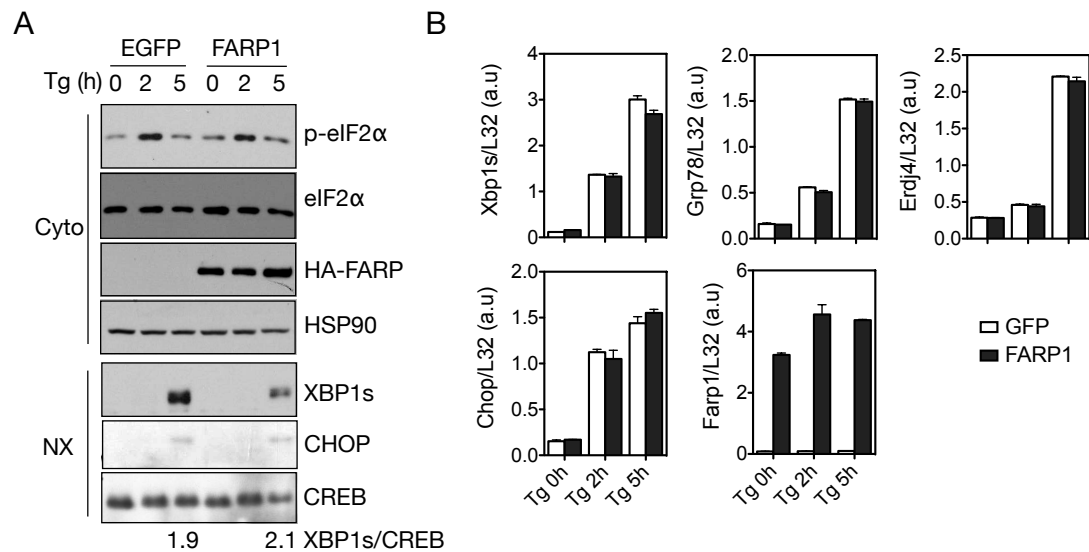 A
EGFP FARP1
Tg (h) 0 2 5 0 2 5
Cyto
p-eIF2α
eIF2α
HA-FARP
HSP90
NX
XBP1s
CHOP
CREB
1.9 2.1 XBP1s/CREB
B
Xbp1s/L32 (a.u)
4
3
2
1
0
Grp78/L32 (a.u)
2.0
1.5
1.0
0.5
0.0
Erdj4/L32 (a.u)
2.5
2.0
1.5
1.0
0.5
0.0
Chop/L32 (a.u)
2.0
1.5
1.0
0.5
0.0
Tg 0h Tg 2h Tg 5h
Farp1/L32 (a.u)
6
4
2
0
Tg 0h Tg 2h Tg 5h
GFP
FARP1